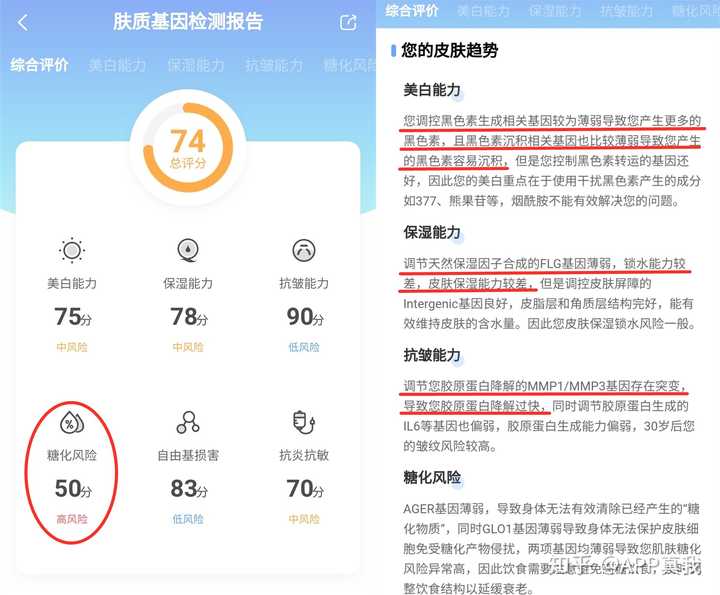 肤质基因检测报告
综合评价 美白能力 保湿能力 抗皱能力 糖化风险
74
总评分
美白能力 保湿能力 抗皱能力
75分 78分 90分
中风险 中风险 低风险
%
糖化风险 自由基损害 抗炎抗敏
50分 83分 70分
高风险 低风险 中风险
综合评价 美白能力 保湿能力 抗皱能力 糖化风险
您的皮肤趋势
美白能力
您调控黑色素生成相关基因较为薄弱导致您产生更多的
黑色素，且黑色素沉积相关基因也比较薄弱导致您产生
的黑色素容易沉积，但是您控制黑色素转运的基因还
好，因此您的美白重点在于使用干扰黑色素产生的成分
如377、熊果苷等，烟酰胺不能有效解决您的问题。
保湿能力
调节天然保湿因子合成的FLG基因薄弱，锁水能力较
差，皮肤保湿能力较差，但是调控皮肤屏障的
Intergenic基因良好，皮脂层和角质层结构完好，能有
效维持皮肤的含水量。因此您皮肤保湿锁水风险一般。
抗皱能力
调节您胶原蛋白降解的MMP1/MMP3基因存在突变，
导致您胶原蛋白降解过快，同时调节胶原蛋白生成的
IL6等基因也偏弱，胶原蛋白生成能力偏弱，30岁后您
的皱纹风险较高。
糖化风险
AGER基因薄弱，导致身体无法有效清除已经产生的“糖
化物质”，同时GLO1基因薄弱导致身体无法保护皮肤细
胞免受糖化产物侵扰，两项基因均薄弱导致您肌肤糖化
风险异常高，因此饮食需要注意避免
整饮食结构以延缓衰老。
知乎 @APP真我